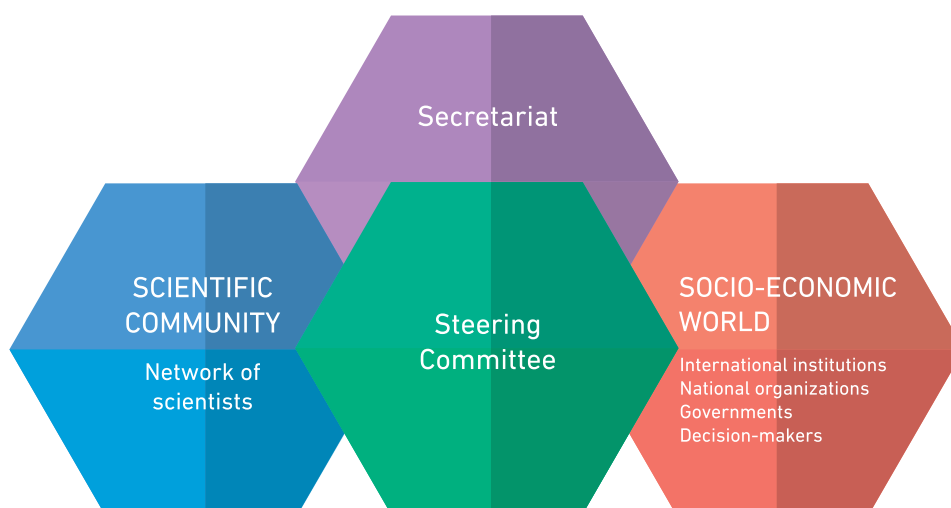 Secretariat
SCIENTIFIC
COMMUNITY
Network of
scientists
Steering
Committee
SOCIO-ECONOMIC
WORLD
International institutions
National organizations
Governments
Decision-makers